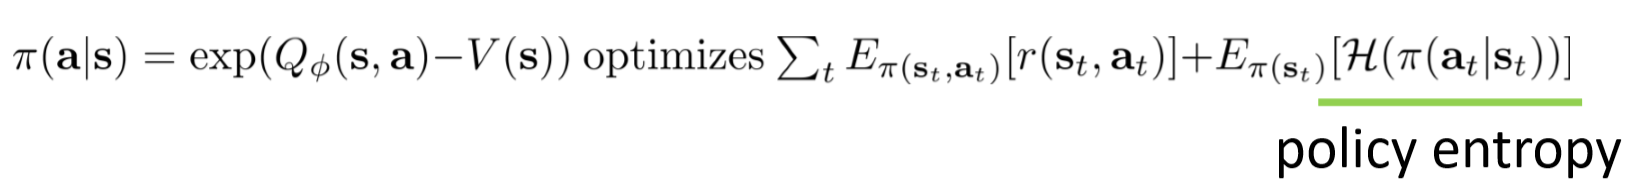 π(a|s) = exp(Q_ϕ(s, a)−V(s)) optimizes ∑_t E_{π(s_t,a_t)}[r(s_t, a_t)]+E_{π(s_t)}[ℋ(π(a_t|s_t))]
policy entropy